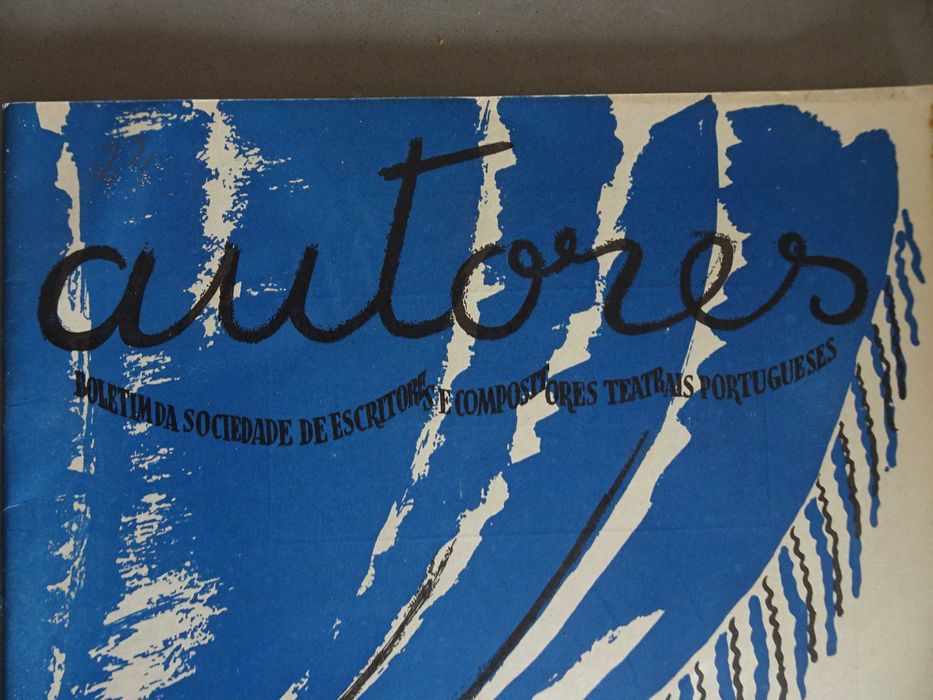 autores
BOLETIM DA SOCIEDADE DE ESCRITORES E COMPOSITORES TEATRAIS PORTUGUESES